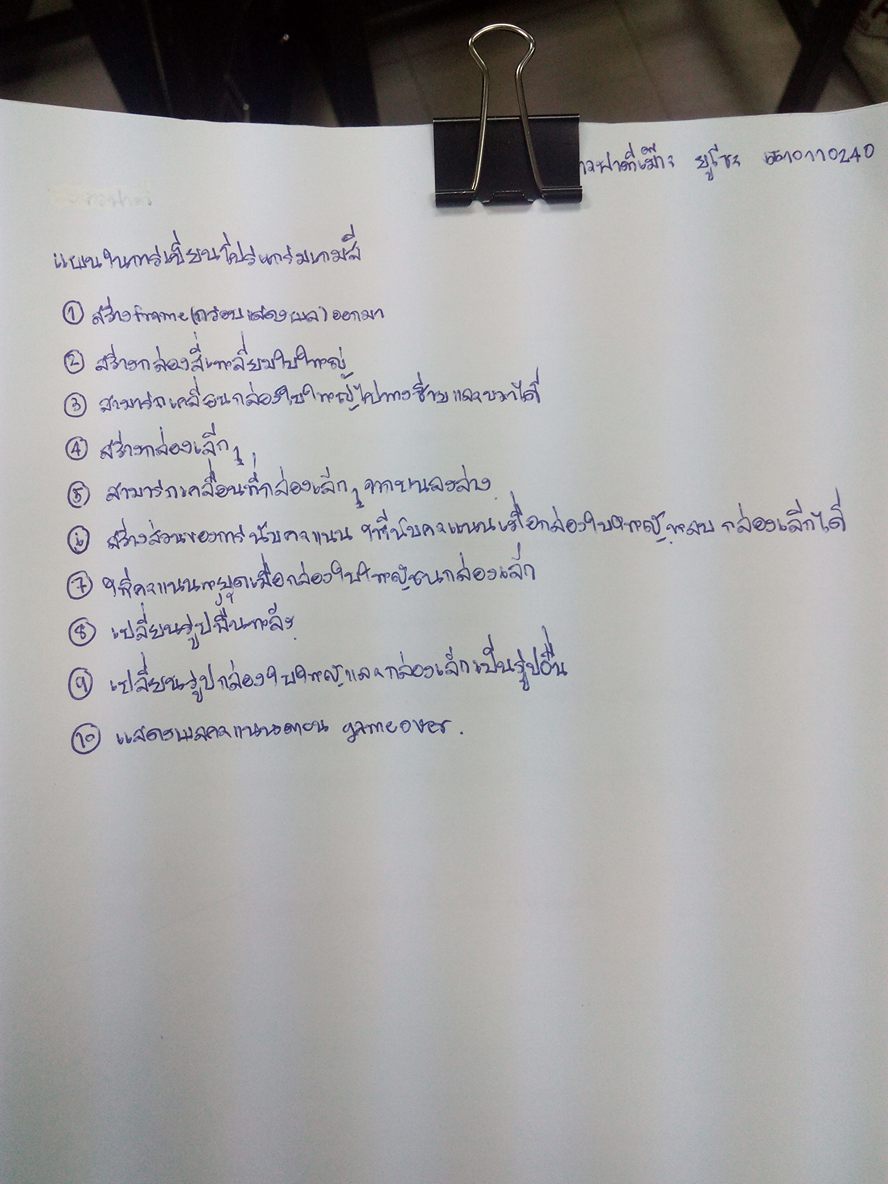 วฟาตีเม๊าะ ยูโซะ 5610110240
แผนในการเขียนโปรแกรมเกมส์
① สร้างframe(กรอบแสดงผล)ออกมา
② สร้างกล่องสี่เหลี่ยมใบใหญ่
③ สามารถเคลื่อนกล่องใบใหญ่ไปทางซ้ายและขวาได้
④ สร้างกล่องเล็กๆ
⑤ สามารถเคลื่อนที่กล่องเล็กๆจากบนลงล่าง
⑥ สร้างส่วนของการนับคะแนน ให้นับคะแนนเมื่อกล่องใบใหญ่หลบกล่องเล็กได้
⑦ ให้คะแนนหยุดเมื่อกล่องใบใหญ่ชนกล่องเล็ก
⑧ เปลี่ยนรูปพื้นหลัง
⑨ เปลี่ยนรูปกล่องใบใหญ่และกล่องเล็กเป็นรูปอื่น
⑩ แสดงผลคะแนนตอน gameover.